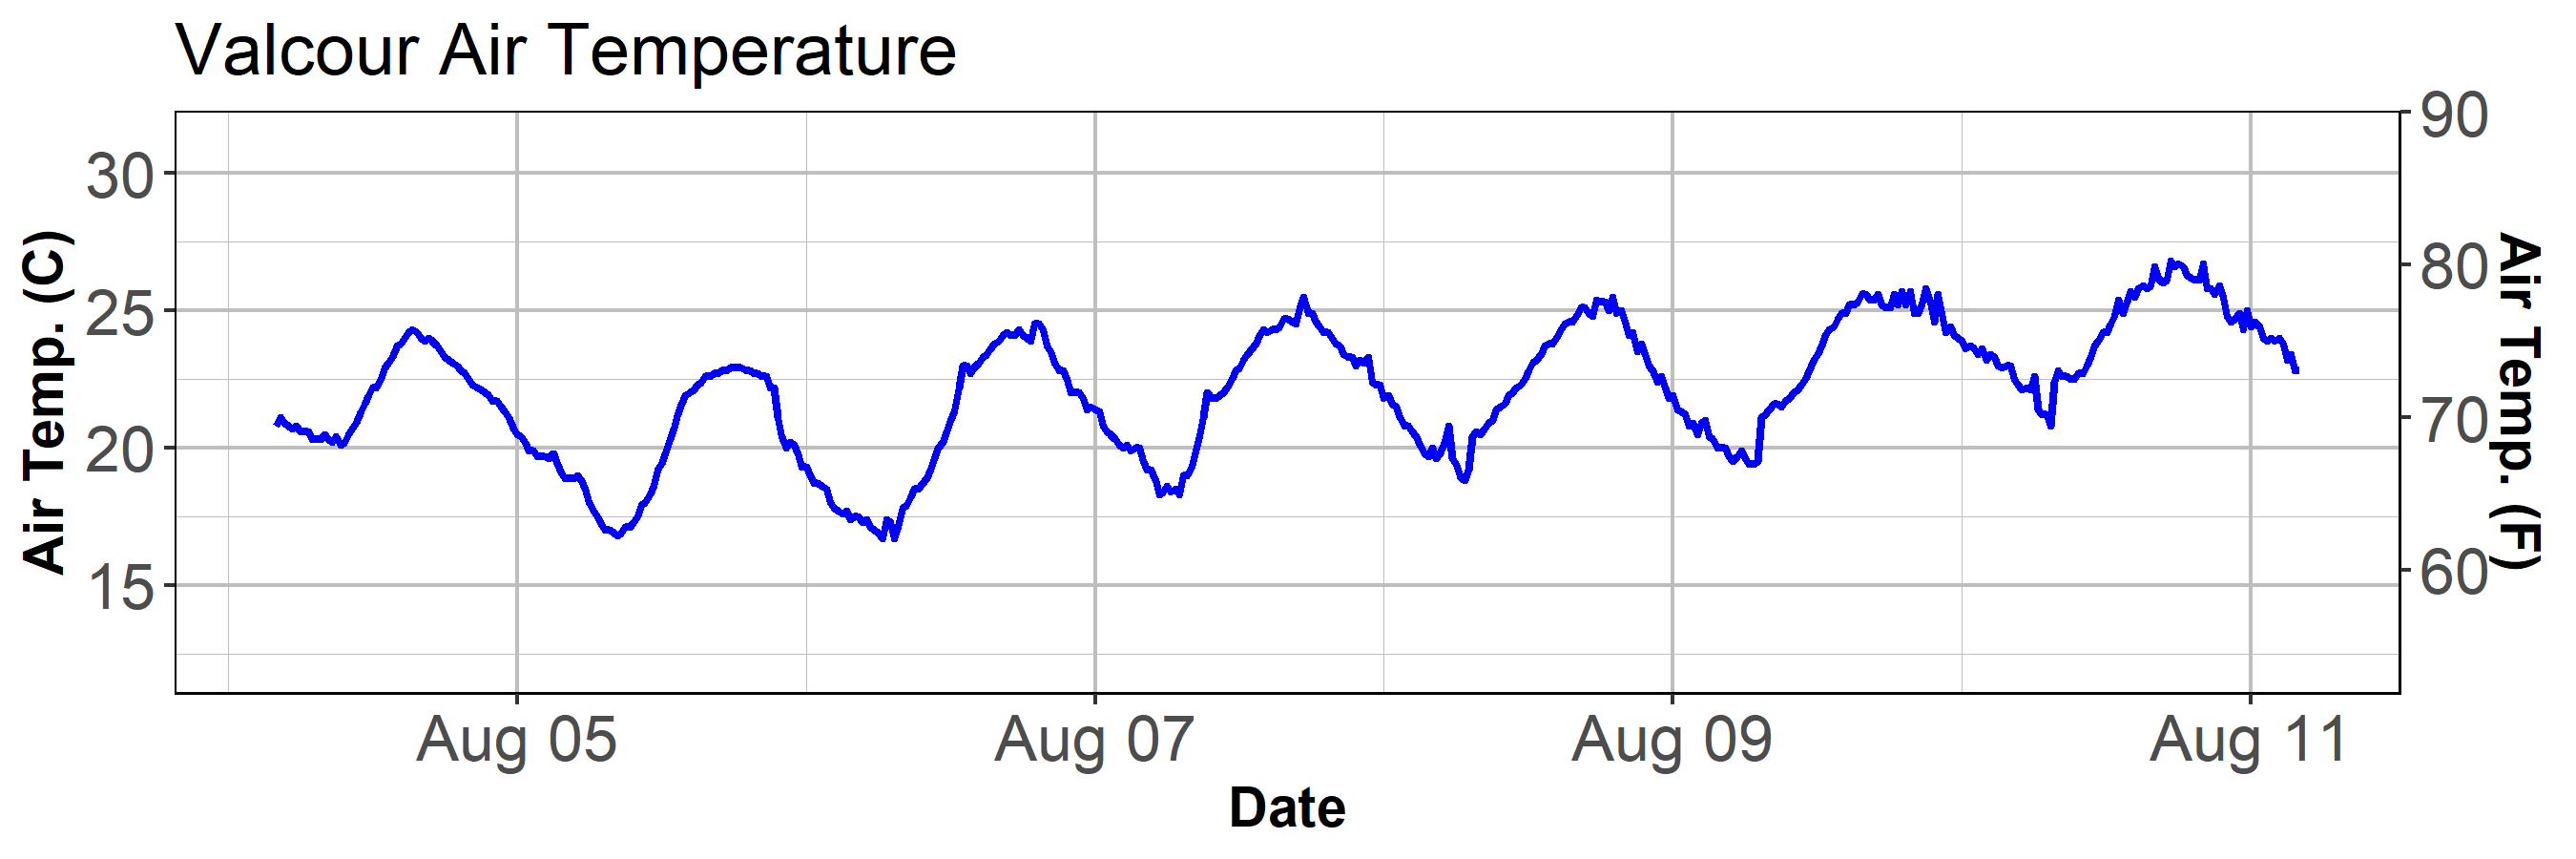 Valcour Air Temperature
Air Temp. (C)
30
25
20
15
90
80
70
60
Air Temp. (F)
Aug 05
Aug 07
Aug 09
Aug 11
Date